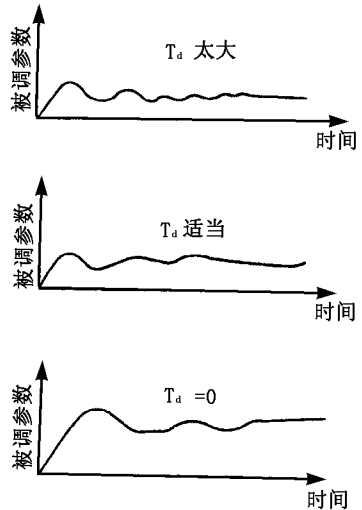 Td 太大
被调参数
时间
Td 适当
被调参数
时间
Td =0
被调参数
时间